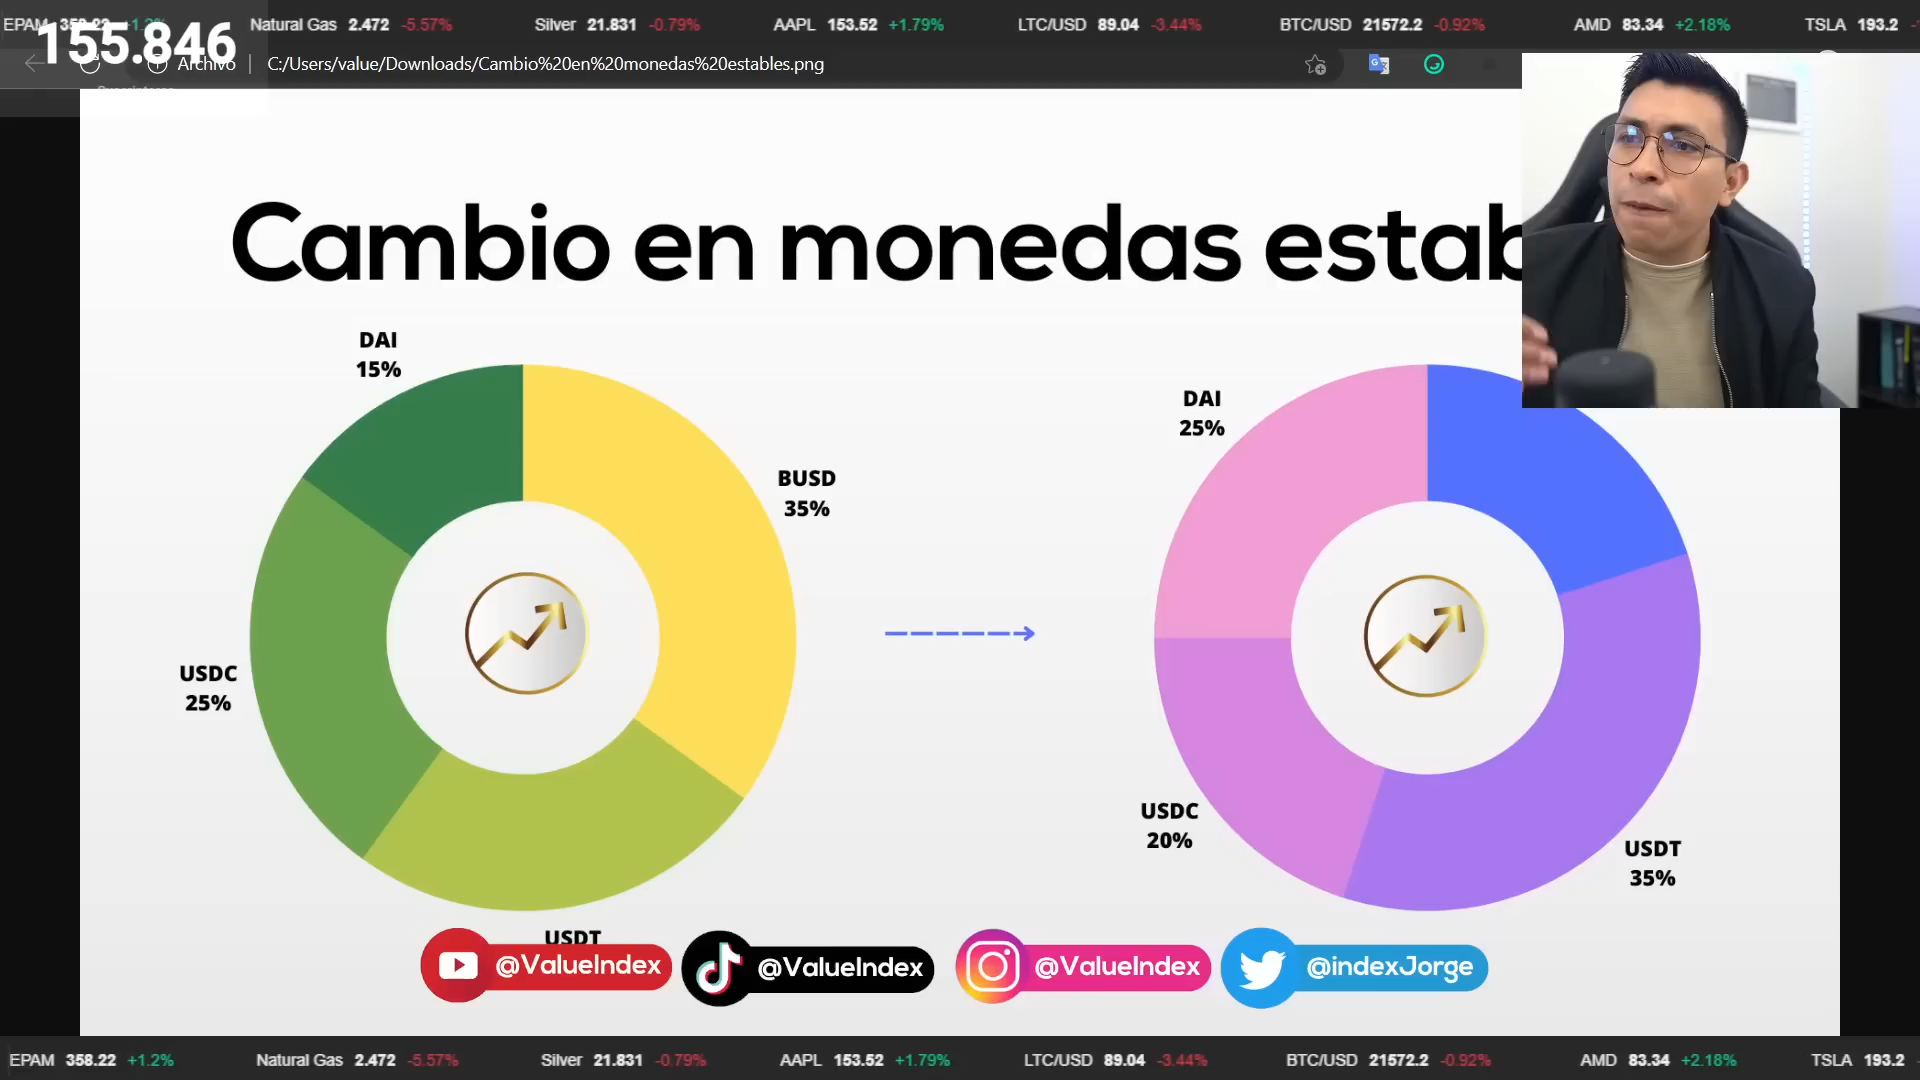 EPAM 358.22 +1.2% Natural Gas 2.472 -5.57% Silver 21.831 -0.79% AAPL 153.52 +1.79% LTC/USD 89.04 -3.44% BTC/USD 21572.2 -0.92% AMD 83.34 +2.18% TSLA 193.2
155.846
Archivo | C:/Users/value/Downloads/Cambio%20en%20monedas%20estables.png
Cambio en monedas estab
DAI
15%
BUSD
35%
USDC
25%
USDT
DAI
25%
USDC
20%
USDT
35%
@ValueIndex @ValueIndex @ValueIndex @indexJorge
EPAM 358.22 +1.2% Natural Gas 2.472 -5.57% Silver 21.831 -0.79% AAPL 153.52 +1.79% LTC/USD 89.04 -3.44% BTC/USD 21572.2 -0.92% AMD 83.34 +2.18% TSLA 193.2